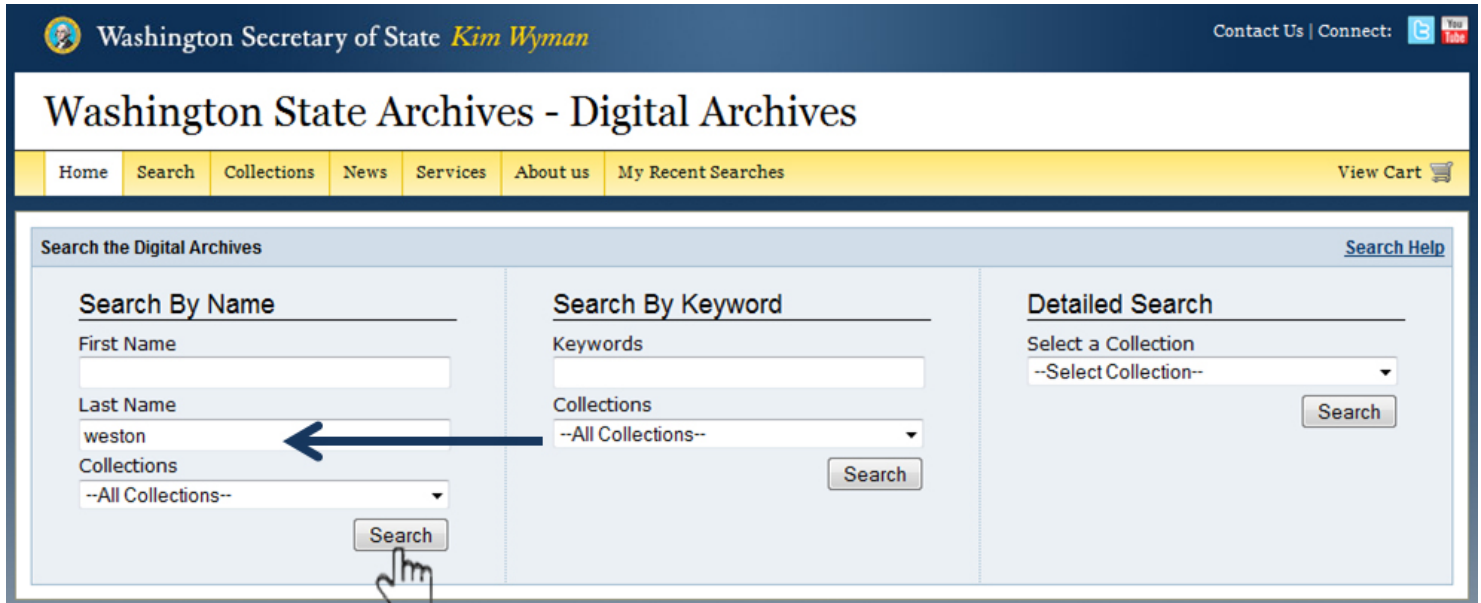 Washington Secretary of State Kim Wyman
Contact Us | Connect:
You
Tube
Washington State Archives - Digital Archives
Home Search Collections News Services About us My Recent Searches View Cart
Search the Digital Archives
Search Help
Search By Name
First Name
Last Name
weston
Collections
--All Collections--
Search
Search By Keyword
Keywords
Collections
--All Collections--
Search
Detailed Search
Select a Collection
--Select Collection--
Search